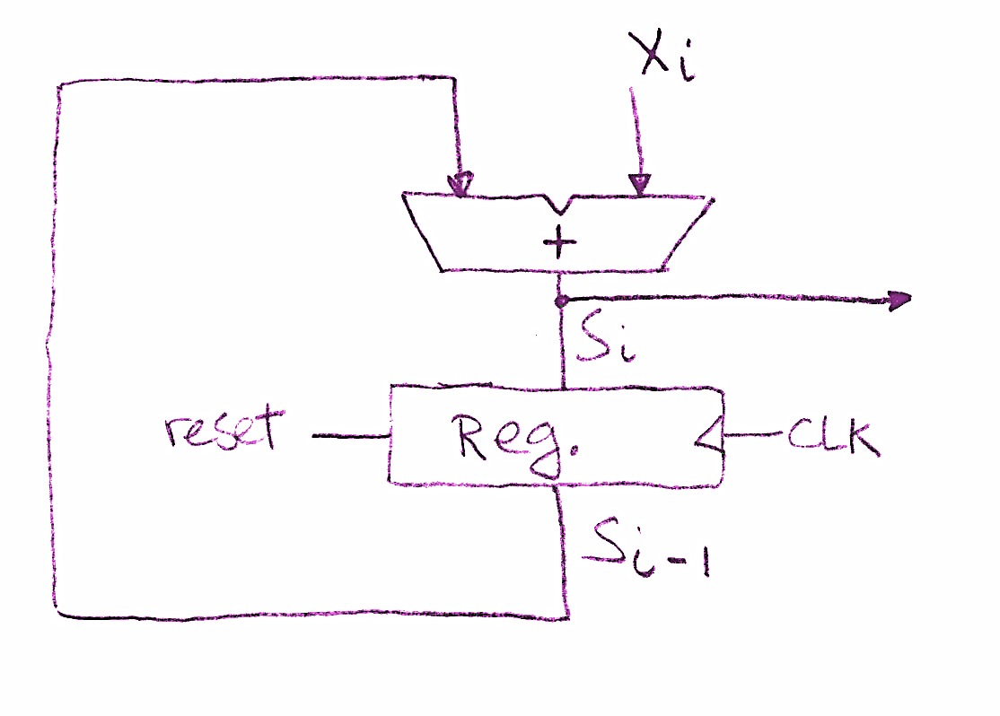 Xi
+
Si
reset Reg. CLK
Si-1